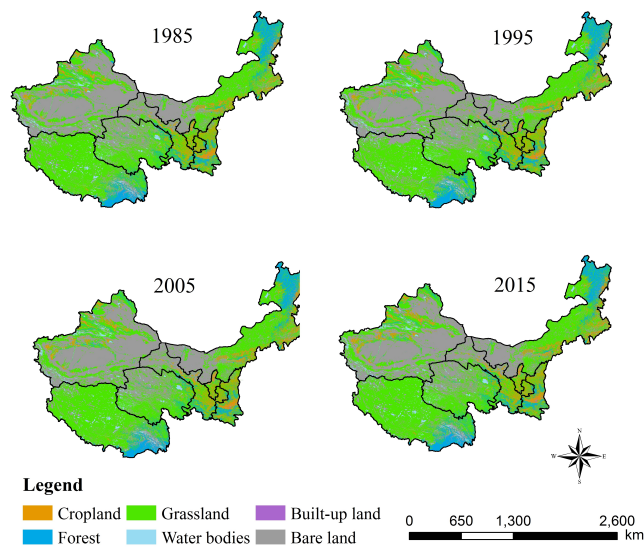 1985
1995
2005
2015
N
W E
S
Legend
Cropland Grassland Built-up land
Forest Water bodies Bare land
0 650 1,300 2,600
km